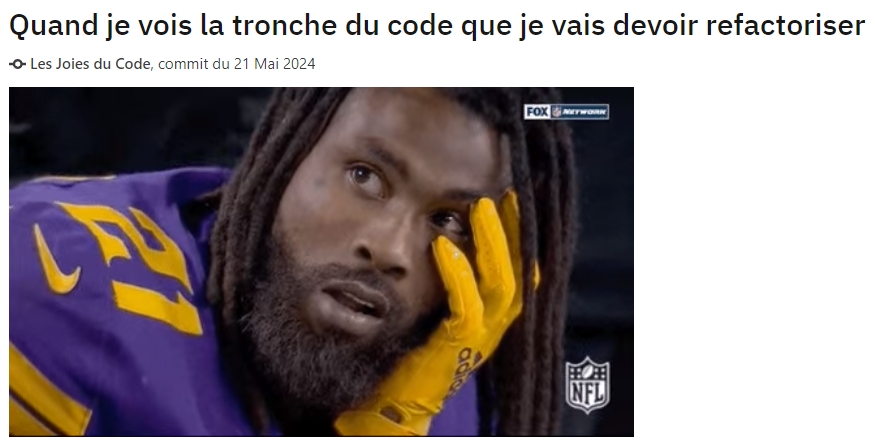 Quand je vois la tronche du code que je vais devoir refactoriser
Les Joies du Code, commit du 21 Mai 2024
FOX NFL NETWORK
21
adidas
NFL